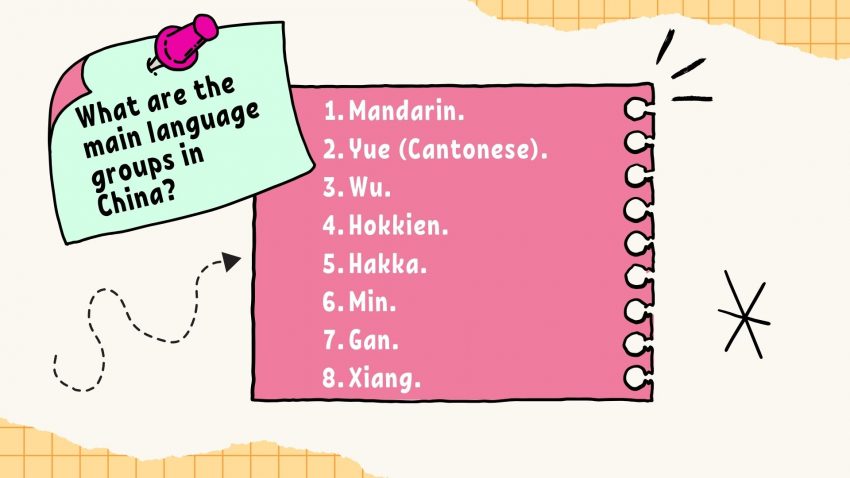 What are the
main language
groups in
China?
1. Mandarin.
2. Yue (Cantonese).
3. Wu.
4. Hokkien.
5. Hakka.
6. Min.
7. Gan.
8. Xiang.